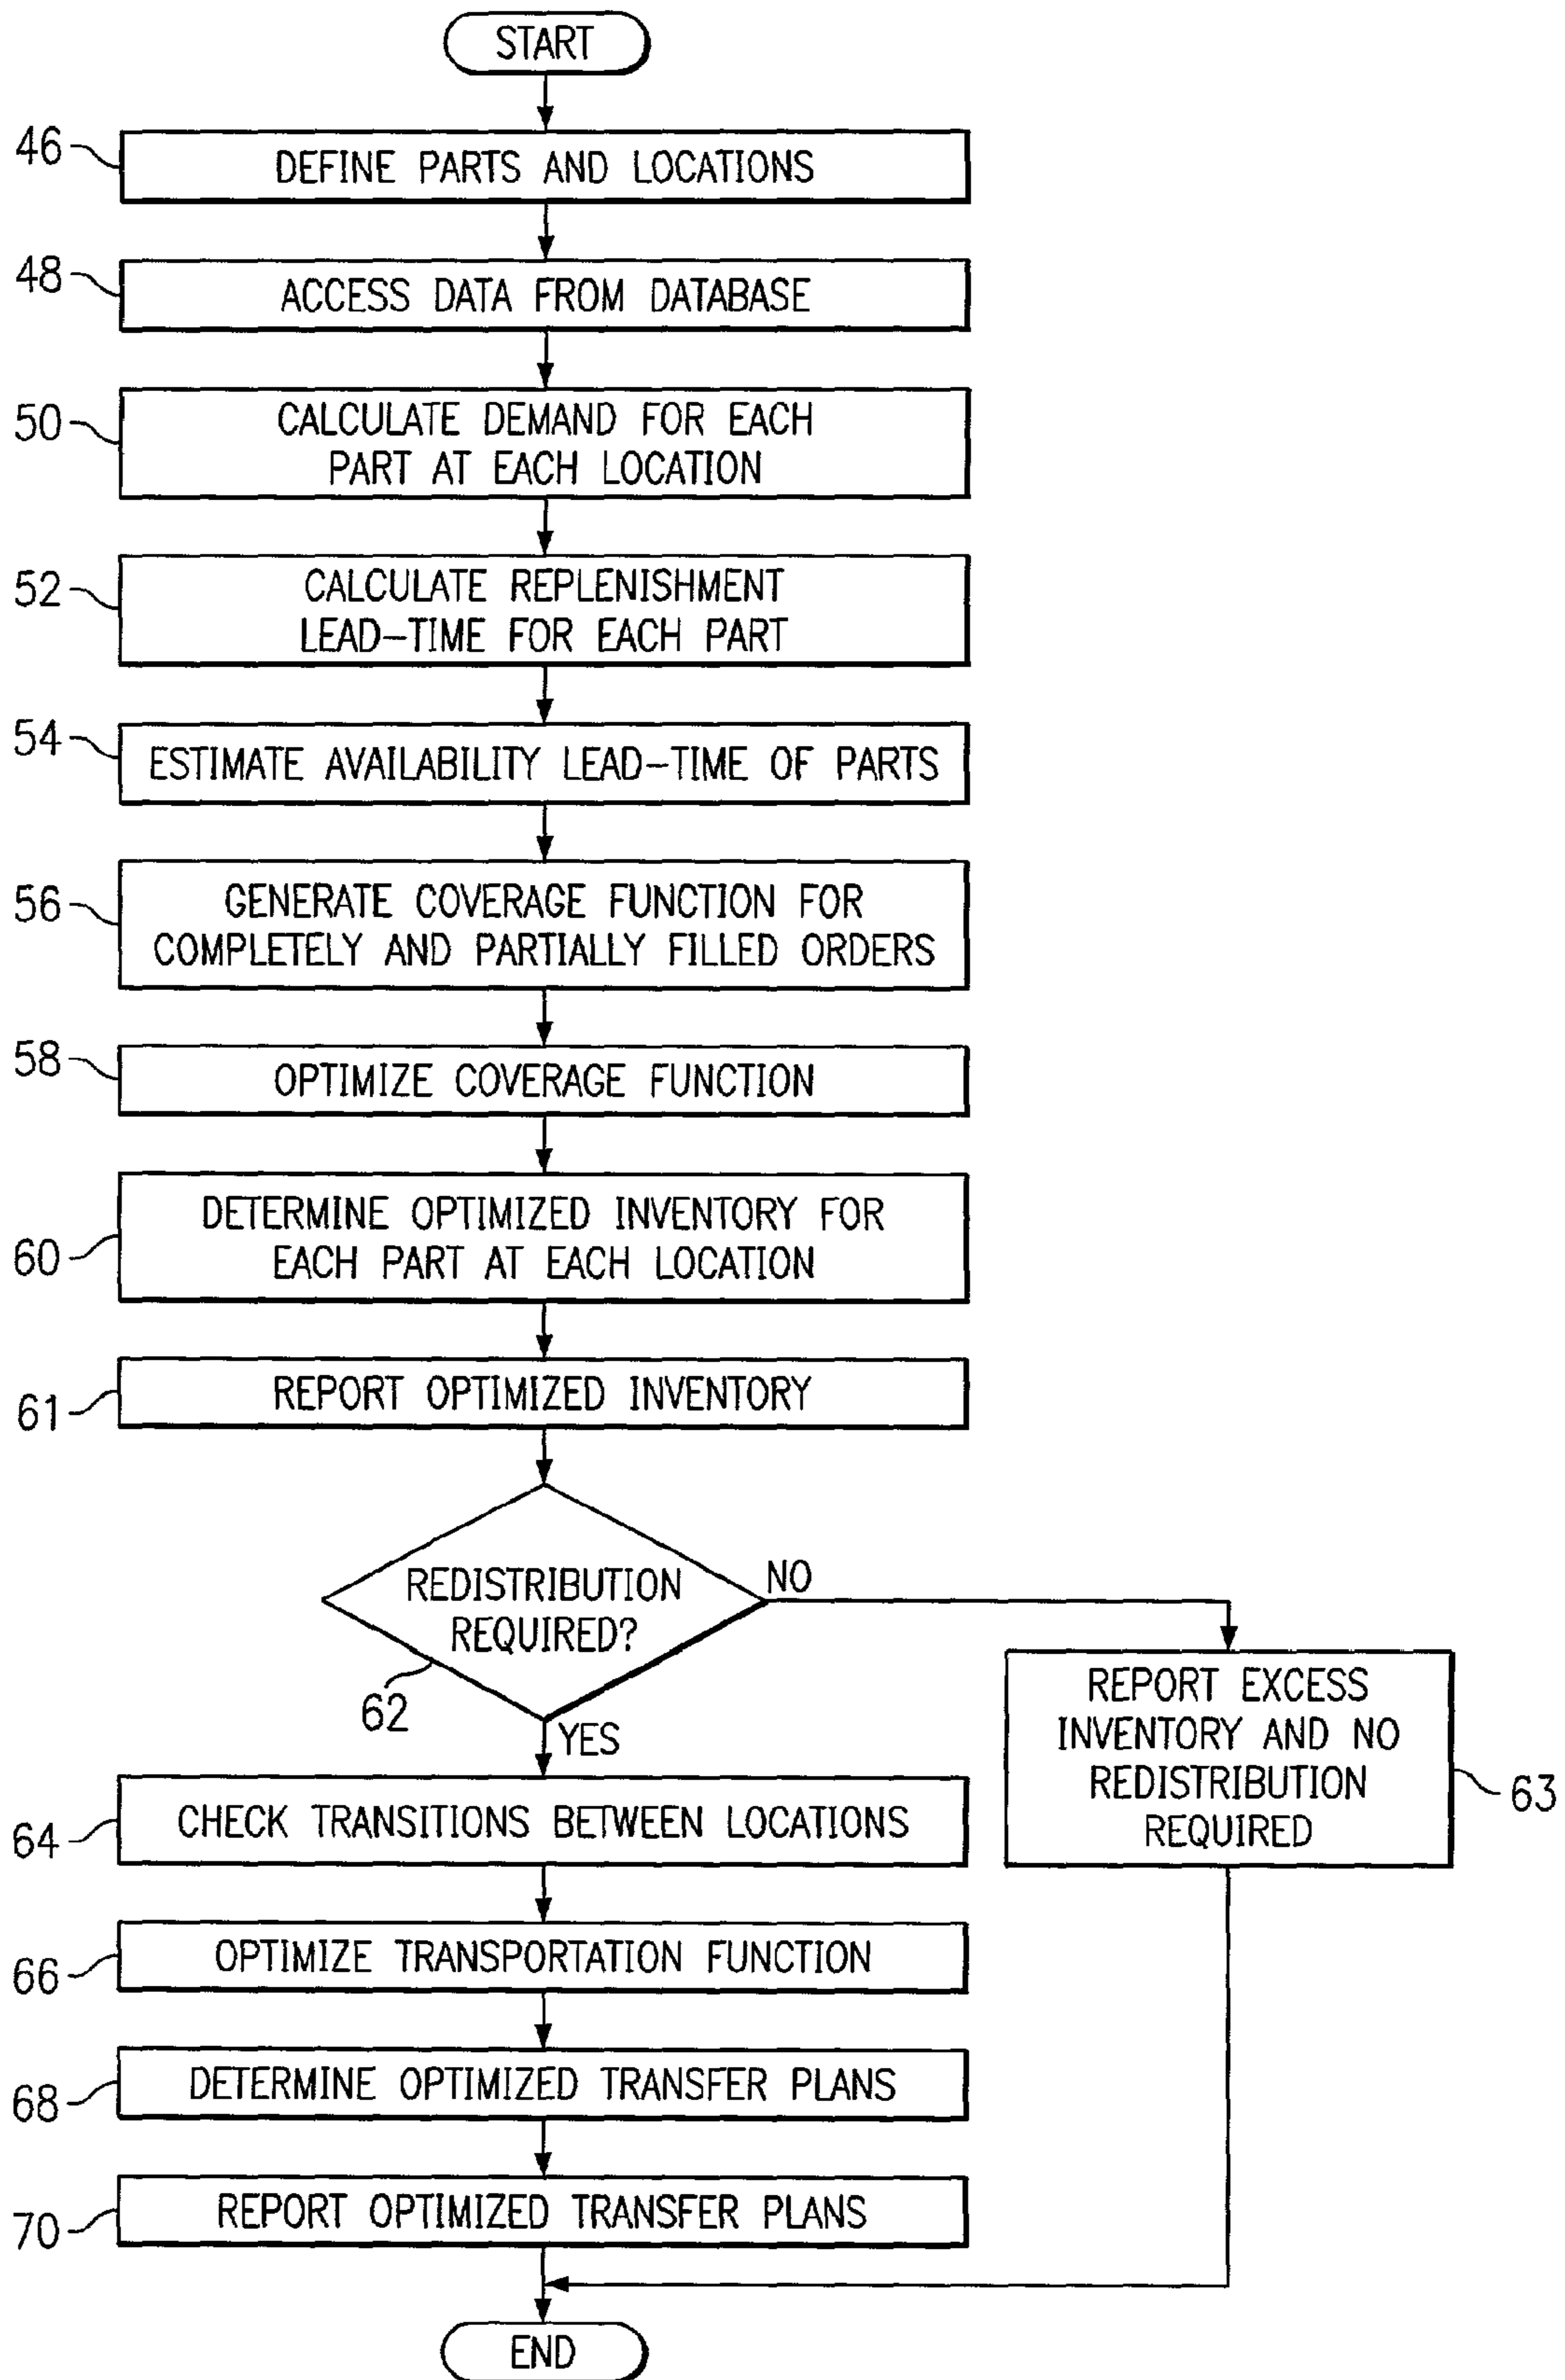 START
46
DEFINE PARTS AND LOCATIONS
48
ACCESS DATA FROM DATABASE
50
CALCULATE DEMAND FOR EACH
PART AT EACH LOCATION
52
CALCULATE REPLENISHMENT
LEAD-TIME FOR EACH PART
54
ESTIMATE AVAILABILITY LEAD-TIME OF PARTS
56
GENERATE COVERAGE FUNCTION FOR
COMPLETELY AND PARTIALLY FILLED ORDERS
58
OPTIMIZE COVERAGE FUNCTION
60
DETERMINE OPTIMIZED INVENTORY FOR
EACH PART AT EACH LOCATION
61
REPORT OPTIMIZED INVENTORY
REDISTRIBUTION
REQUIRED?
62
NO
YES
REPORT EXCESS
INVENTORY AND NO
REDISTRIBUTION
REQUIRED
63
64
CHECK TRANSITIONS BETWEEN LOCATIONS
66
OPTIMIZE TRANSPORTATION FUNCTION
68
DETERMINE OPTIMIZED TRANSFER PLANS
70
REPORT OPTIMIZED TRANSFER PLANS
END